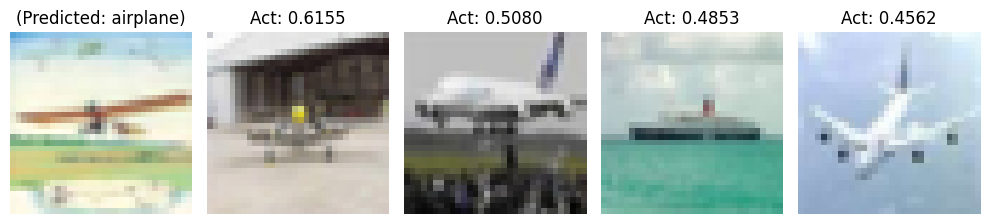 (Predicted: airplane)
Act: 0.6155
Act: 0.5080
Act: 0.4853
Act: 0.4562